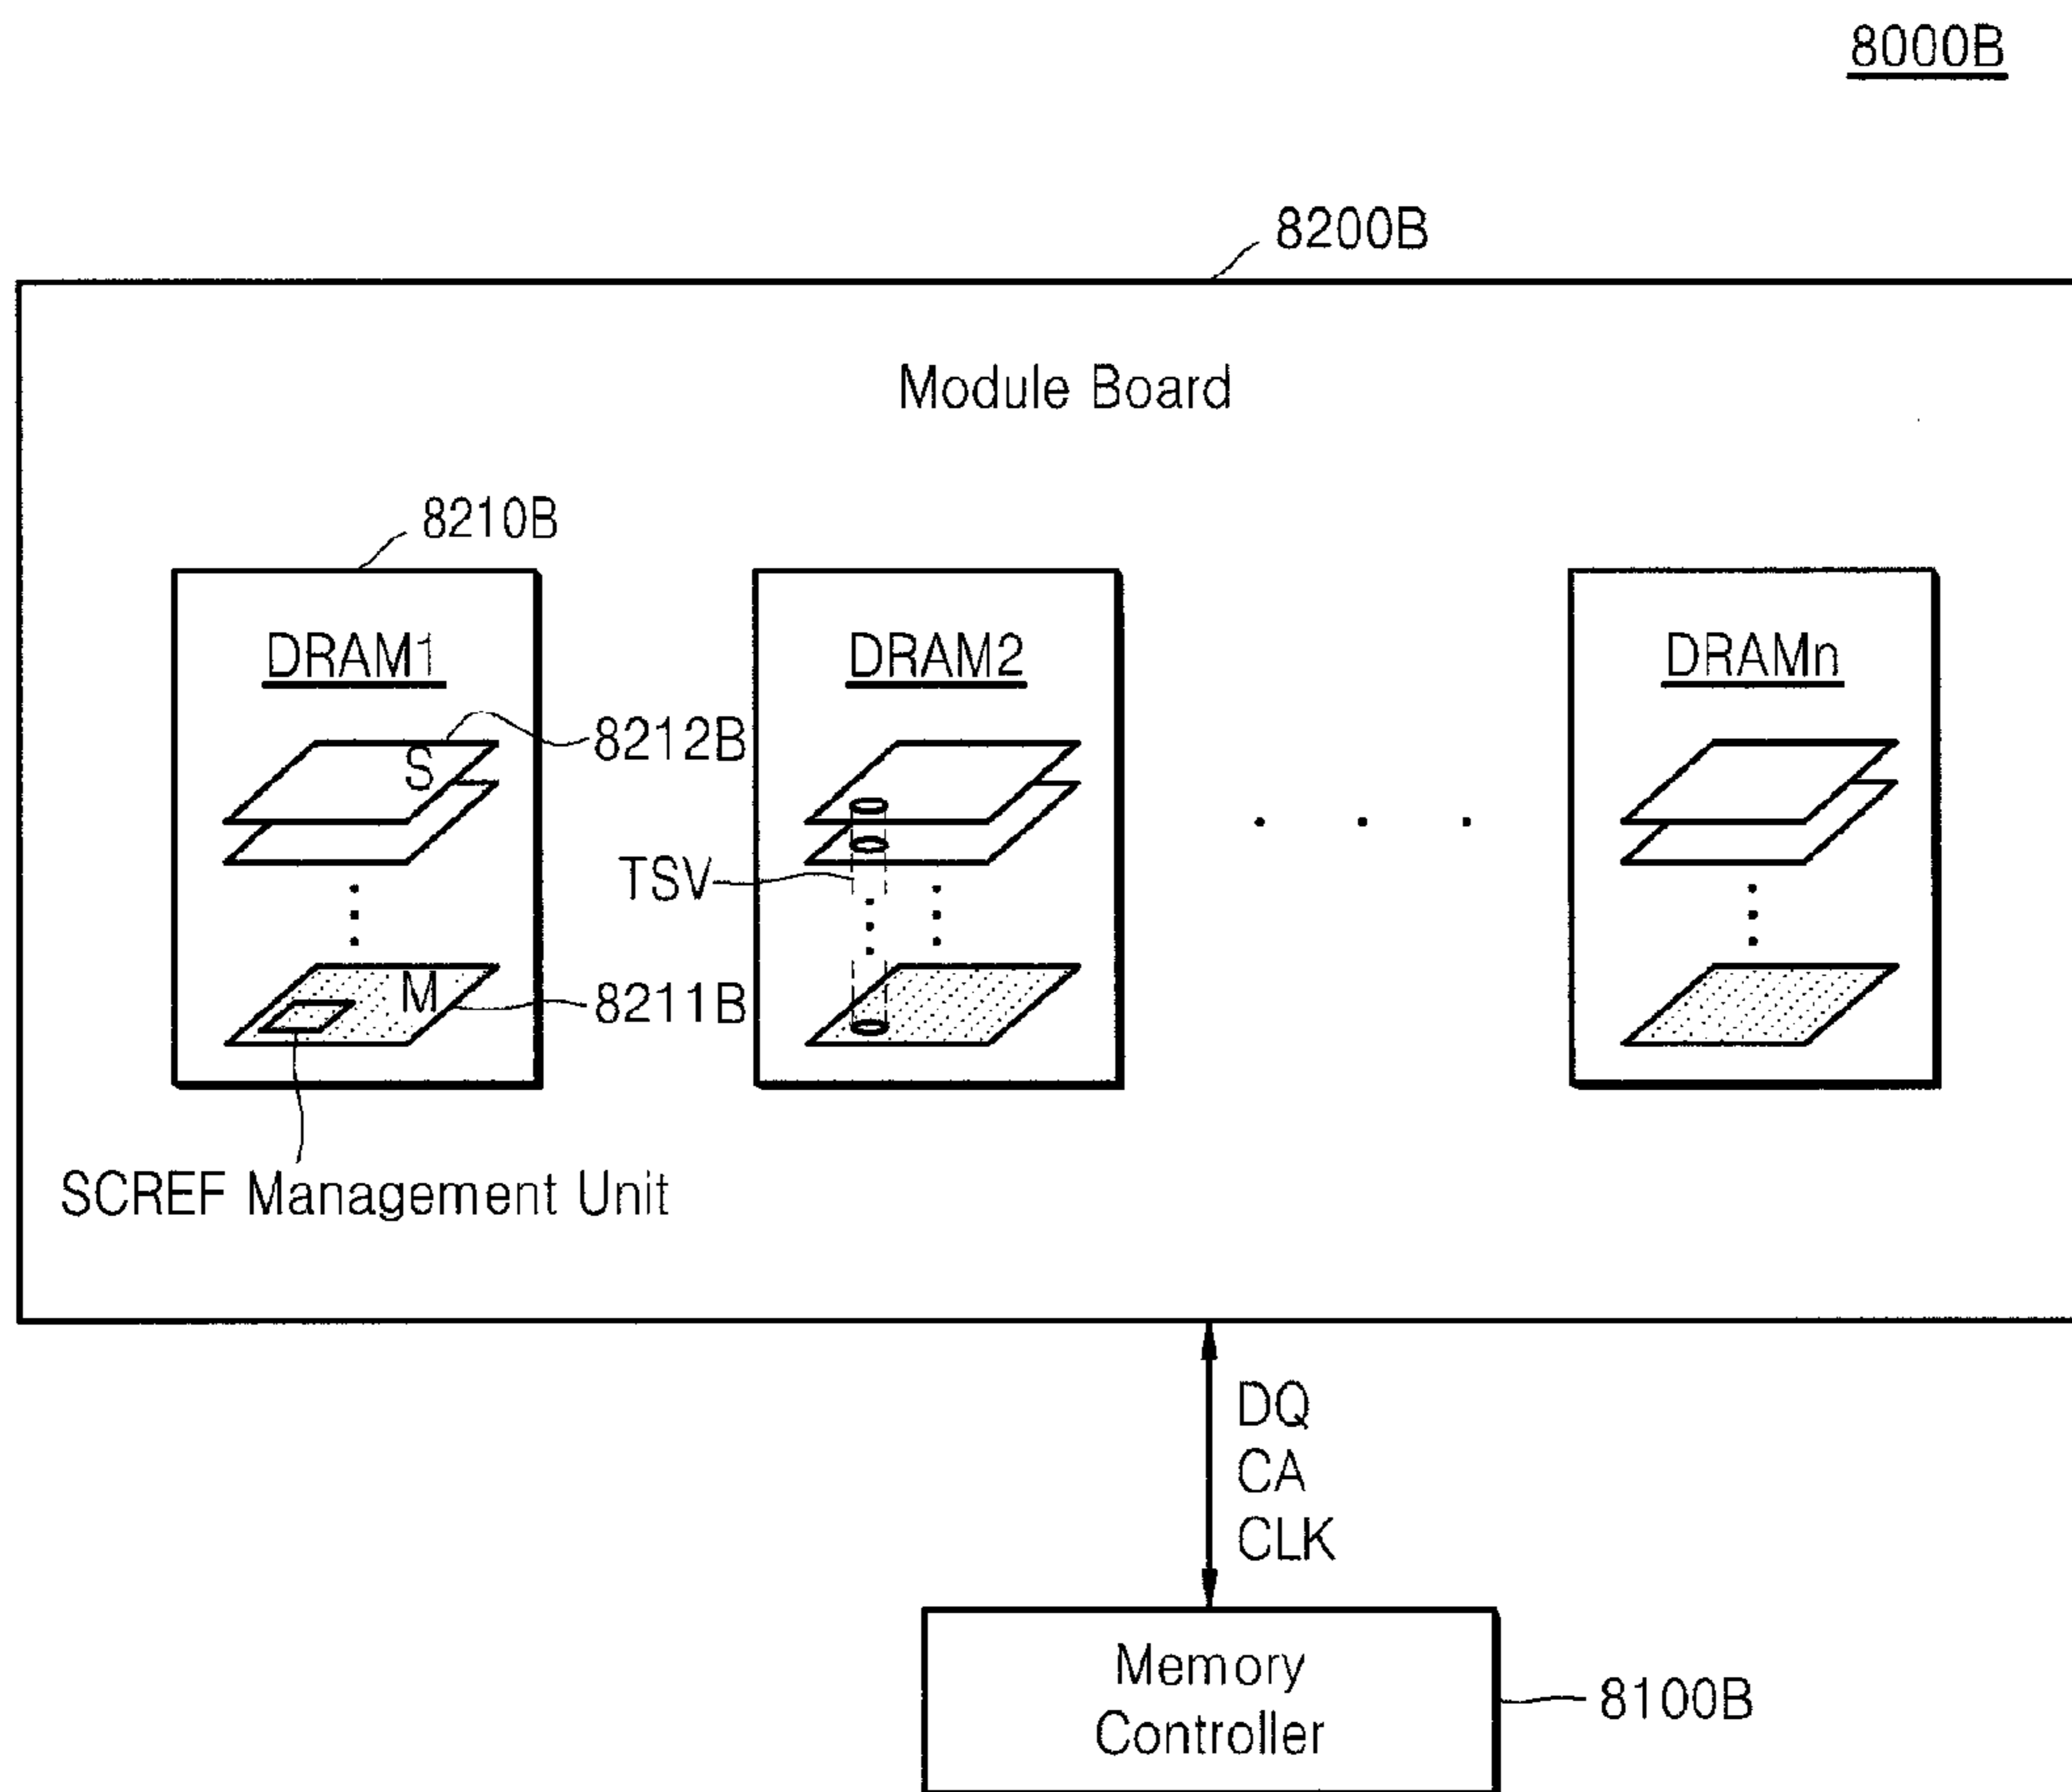 8000B
8200B
Module Board
8210B
DRAM1
DRAM2
DRAMn
S
8212B
TSV
M
8211B
SCREF Management Unit
DQ
CA
CLK
Memory
Controller
8100B